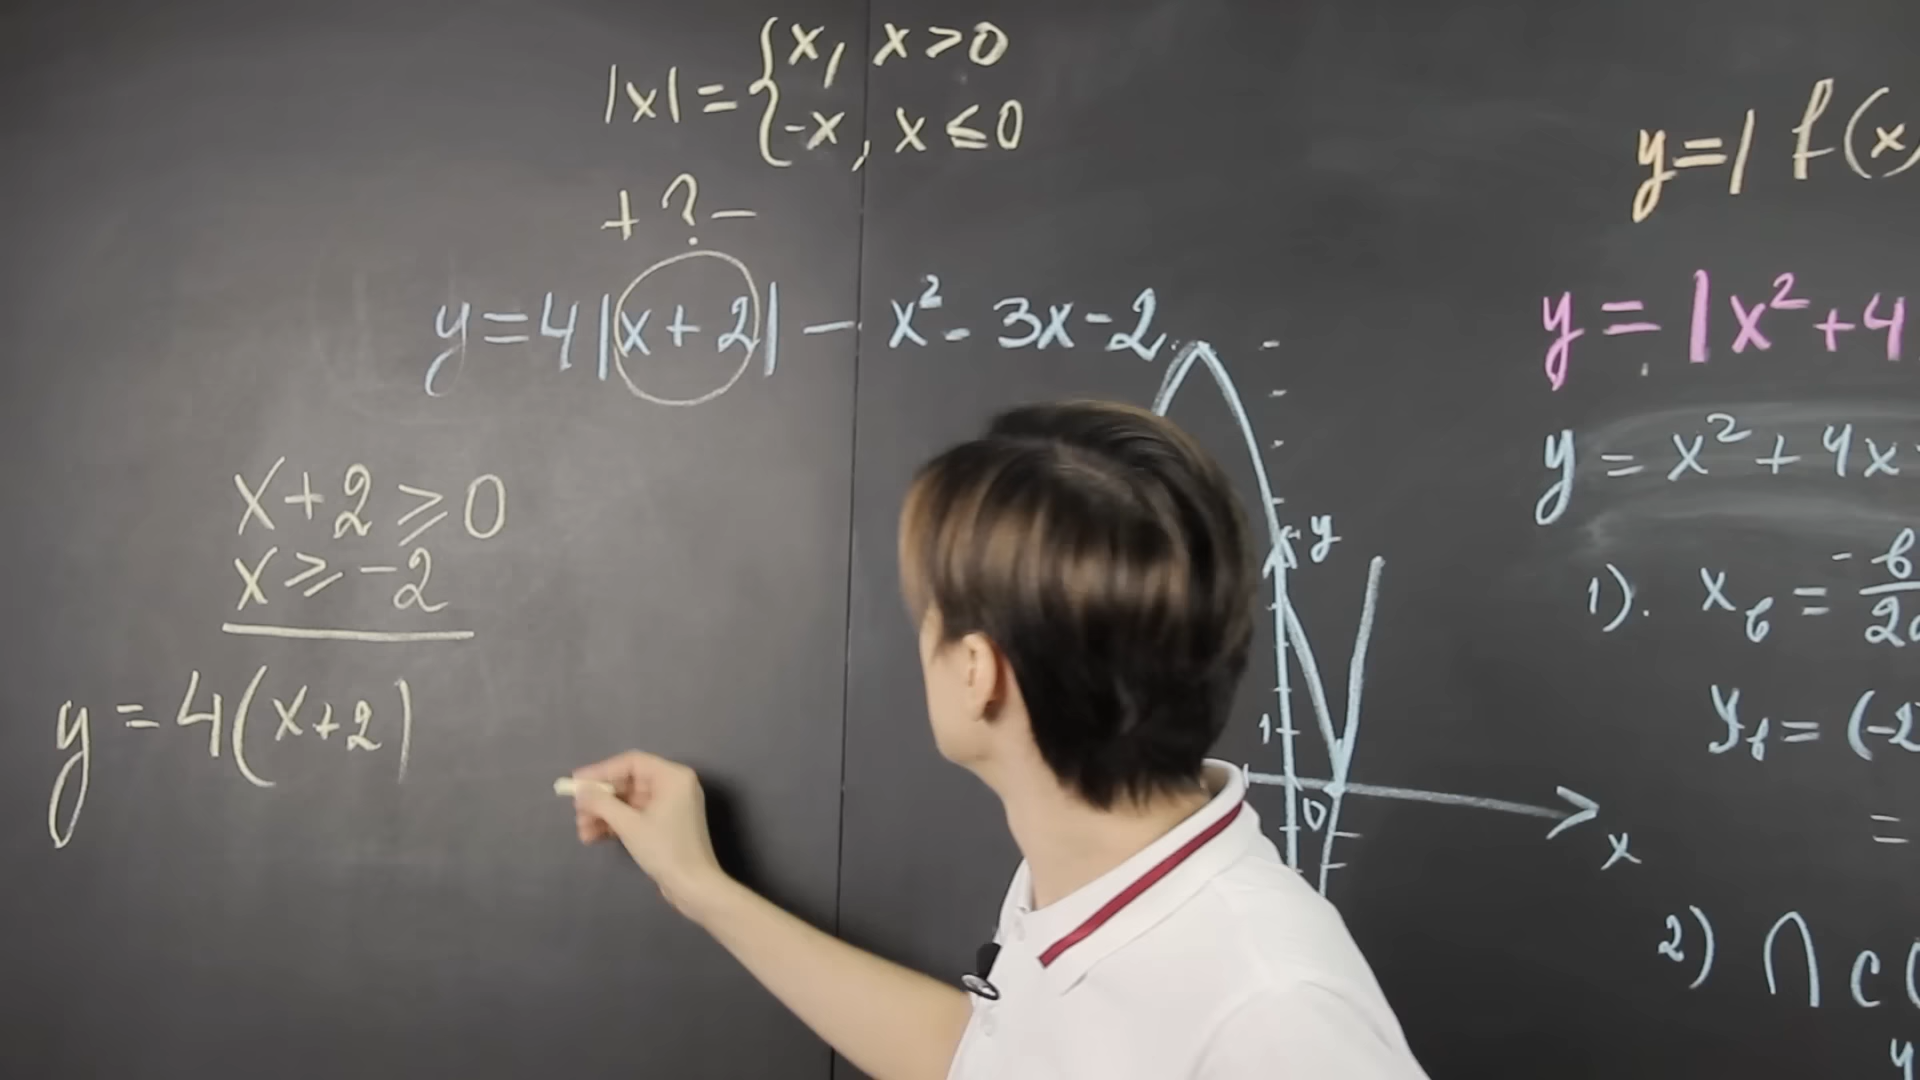 |x| = { x, x > 0
-x, x ≤ 0
+ ? -
y = 4|x+2| - x² - 3x - 2
x + 2 ≥ 0
x ≥ -2
y = 4(x+2)
y
1
0
x
y = | f(x)
y = |x² + 4
y = x² + 4x
1). x_в = -в/2a
y_в = (-2
=
2) ∩ c (
y